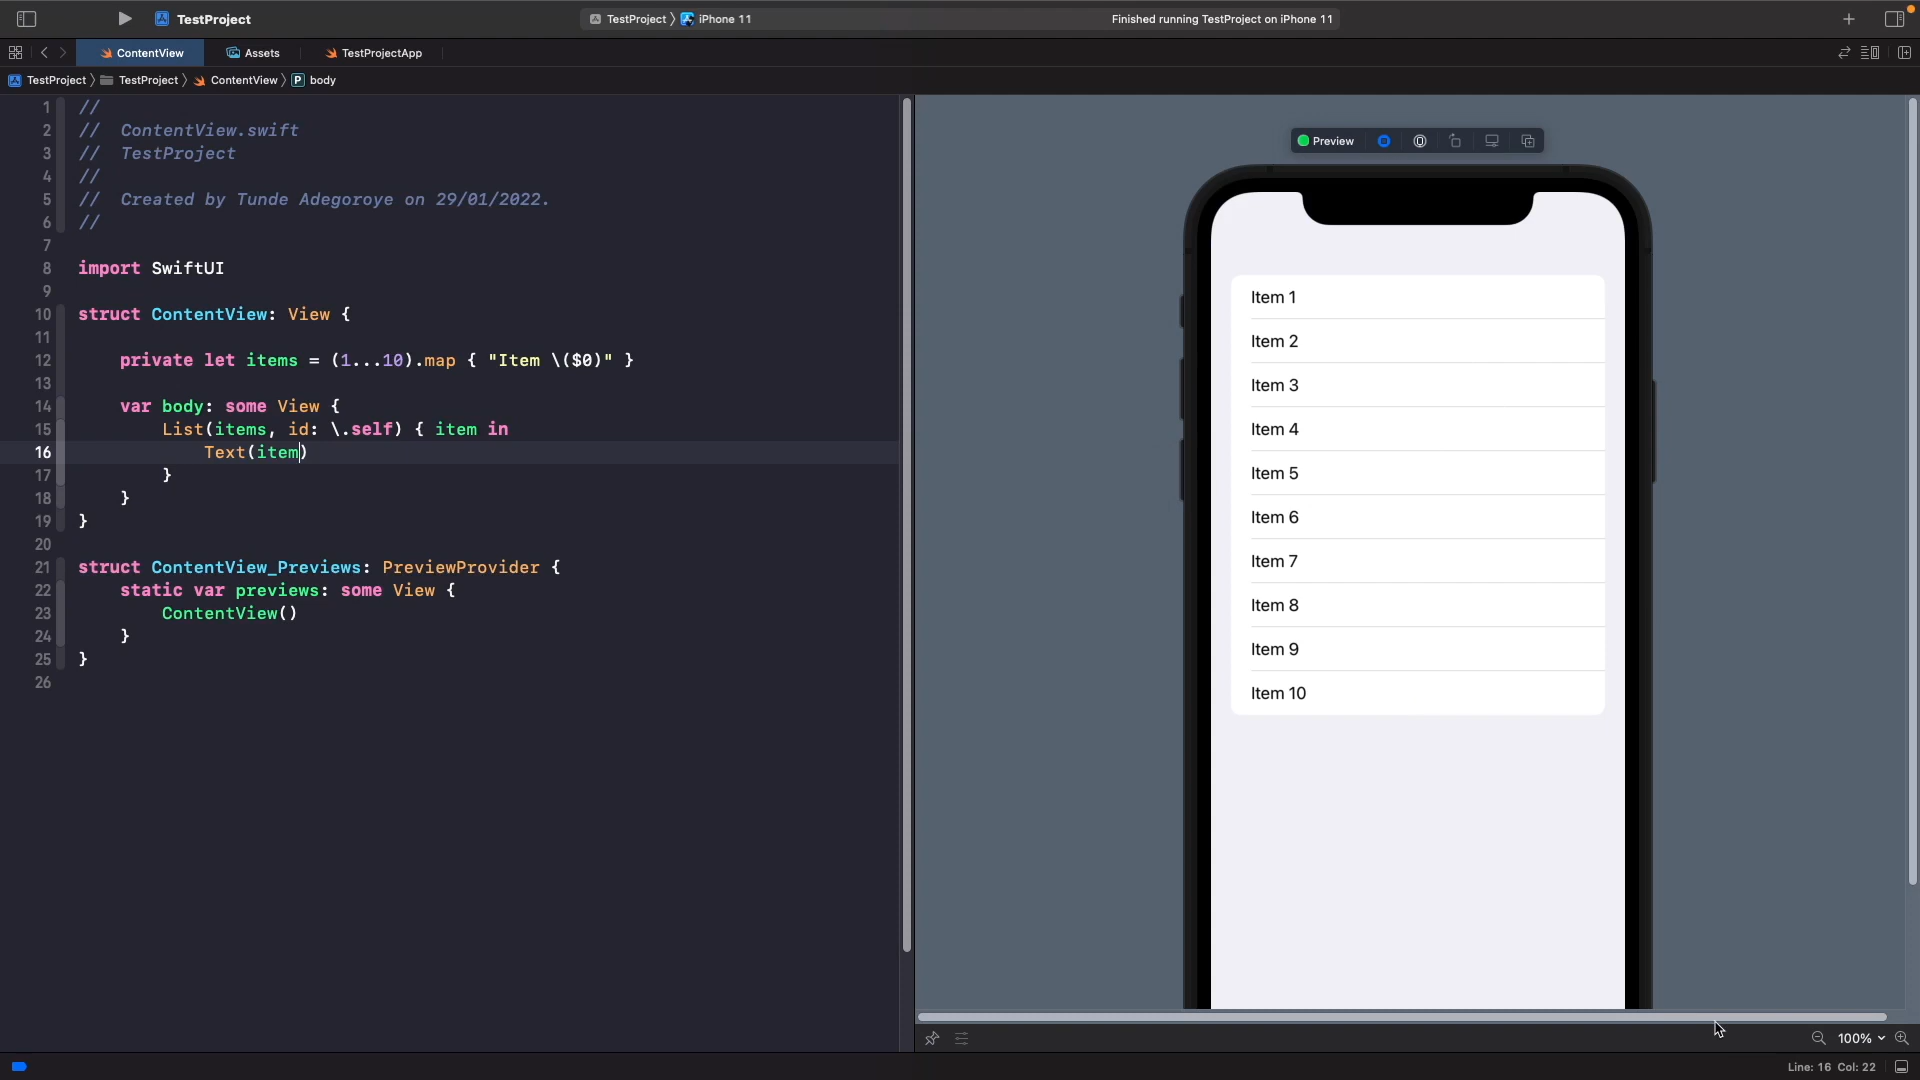 TestProject
TestProject 〉 iPhone 11
Finished running TestProject on iPhone 11
ContentView
Assets
TestProjectApp
TestProject 〉 TestProject 〉 ContentView 〉 P body
1 //
2 //  ContentView.swift
3 //  TestProject
4 //
5 //  Created by Tunde Adegoroye on 29/01/2022.
6 //
7
8 import SwiftUI
9
10 struct ContentView: View {
11
12     private let items = (1...10).map { "Item \($0)" }
13
14     var body: some View {
15         List(items, id: \.self) { item in
16             Text(item)
17         }
18     }
19 }
20
21 struct ContentView_Previews: PreviewProvider {
22     static var previews: some View {
23         ContentView()
24     }
25 }
26
Preview
Item 1
Item 2
Item 3
Item 4
Item 5
Item 6
Item 7
Item 8
Item 9
Item 10
100%
Line: 16 Col: 22